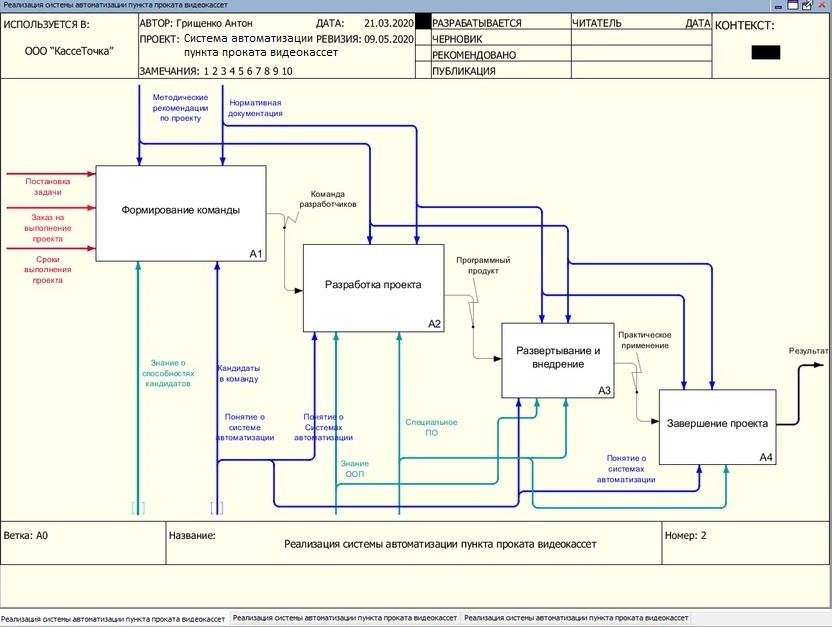 Реализация системы автоматизации пункта проката видеокассет
ИСПОЛЬЗУЕТСЯ В:
ООО “КассеТочка”
АВТОР: Грищенко Антон
ДАТА: 21.03.2020
ПРОЕКТ: Система автоматизации
пункта проката видеокассет
РЕВИЗИЯ: 09.05.2020
ЗАМЕЧАНИЯ: 1 2 3 4 5 6 7 8 9 10
РАЗРАБАТЫВАЕТСЯ
ЧЕРНОВИК
РЕКОМЕНДОВАНО
ПУБЛИКАЦИЯ
ЧИТАТЕЛЬ
ДАТА
КОНТЕКСТ:
Методические
рекомендации
по проекту
Нормативная
документация
Постановка
задачи
Заказ на
выполнение
проекта
Сроки
выполнения
проекта
Формирование команды
A1
Команда
разработчиков
Разработка проекта
A2
Программный
продукт
Развертывание и
внедрение
A3
Практическое
применение
Завершение проекта
A4
Результат
Знание о
способностях
кандидатов
Кандидаты
в команду
Понятие о
системе
автоматизации
Понятие о
Системах
автоматизации
Знание
ООП
Специальное
ПО
Понятие о
системах
автоматизации
Ветка: A0
Название:
Реализация системы автоматизации пункта проката видеокассет
Номер: 2
Реализация системы автоматизации пункта проката видеокассет
Реализация системы автоматизации пункта проката видеокассет
Реализация системы автоматизации пункта проката видеокассет